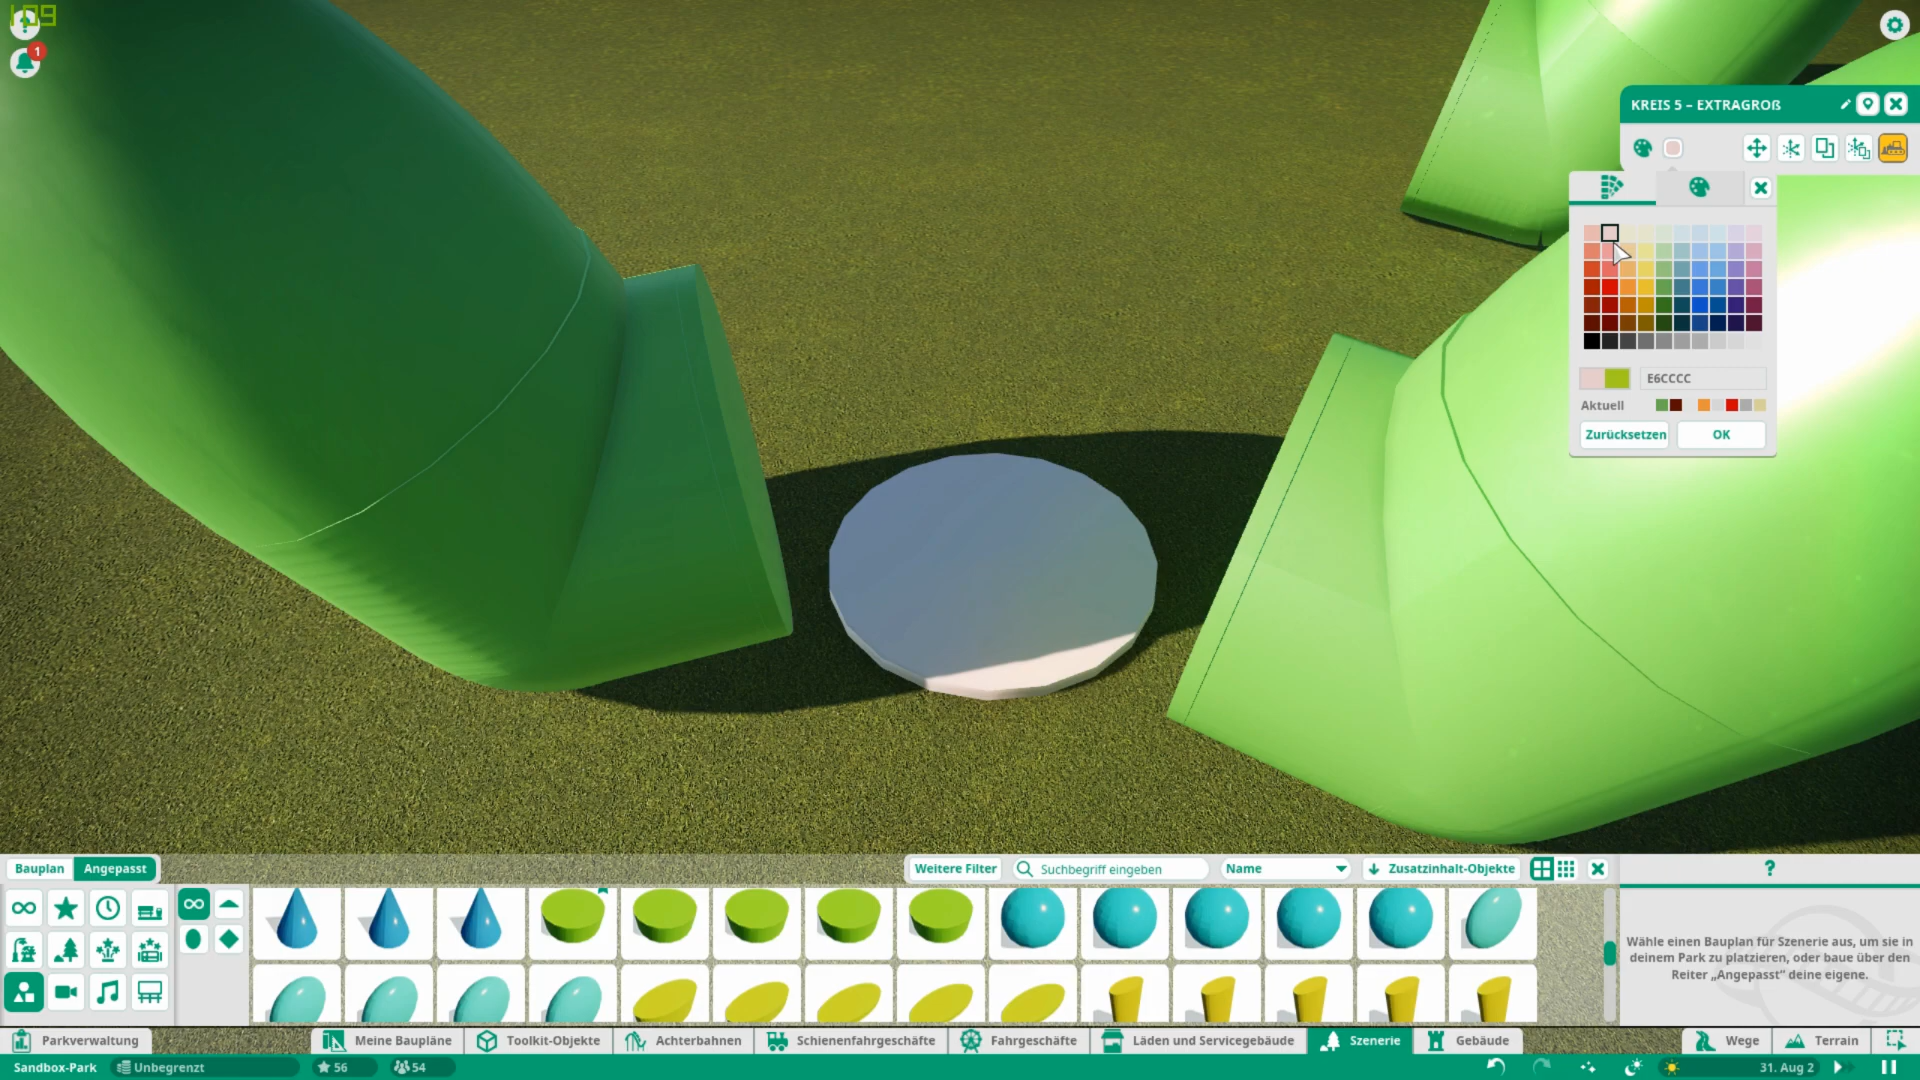 109
1
KREIS 5 – EXTRAGROß
E6CCCC
Aktuell
Zurücksetzen
OK
Bauplan
Angepasst
Weitere Filter
Suchbegriff eingeben
Name
Zusatzinhalt-Objekte
?
Wähle einen Bauplan für Szenerie aus, um sie in
deinem Park zu platzieren, oder baue über den
Reiter „Angepasst“ deine eigene.
Parkverwaltung
Meine Baupläne
Toolkit-Objekte
Achterbahnen
Schienenfahrgeschäfte
Fahrgeschäfte
Läden und Servicegebäude
Szenerie
Gebäude
Wege
Terrain
Sandbox-Park
Unbegrenzt
56
54
31. Aug 2